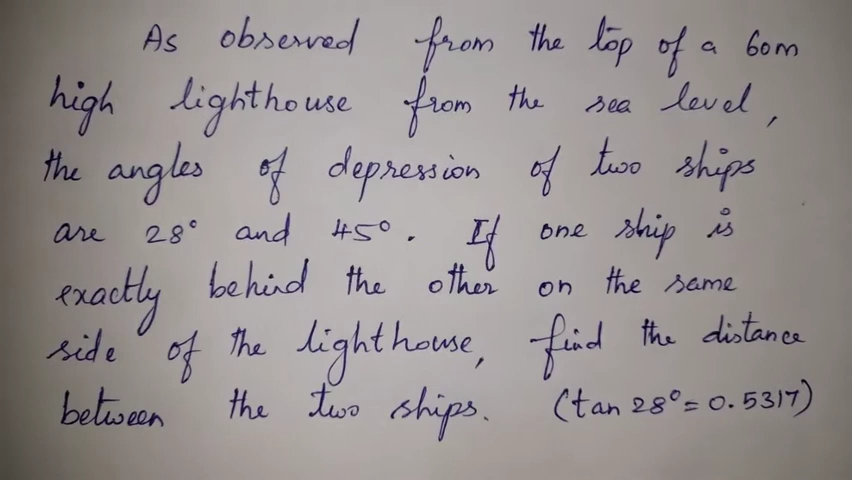 As observed from the top of a 60m
high lighthouse from the sea level,
the angles of depression of two ships
are 28° and 45°. If one ship is
exactly behind the other on the same
side of the lighthouse, find the distance
between the two ships. (tan 28° = 0.5317)